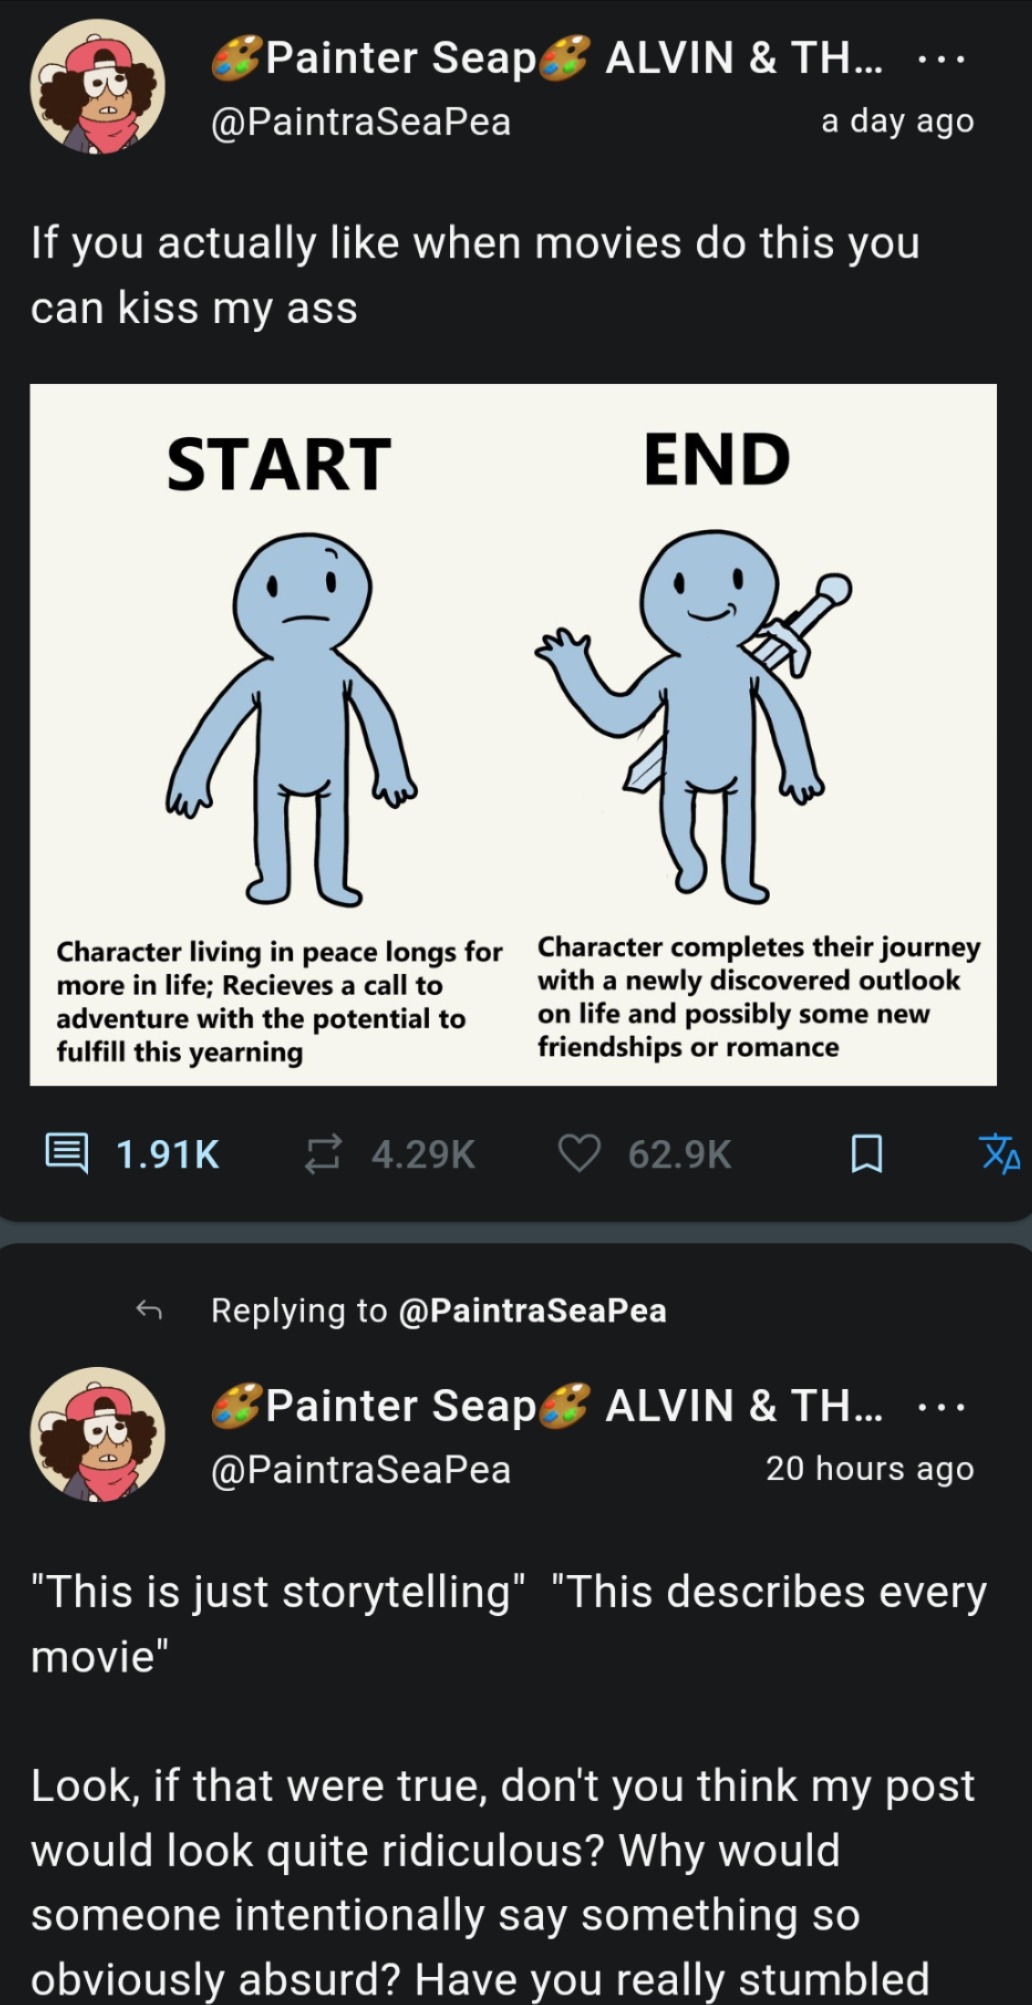 🎨Painter Seap🎨 ALVIN & TH...
@PaintraSeaPea
a day ago
If you actually like when movies do this you
can kiss my ass
START
END
Character living in peace longs for
more in life; Recieves a call to
adventure with the potential to
fulfill this yearning
Character completes their journey
with a newly discovered outlook
on life and possibly some new
friendships or romance
1.91K
4.29K
62.9K
Replying to @PaintraSeaPea
🎨Painter Seap🎨 ALVIN & TH...
@PaintraSeaPea
20 hours ago
"This is just storytelling"  "This describes every
movie"
Look, if that were true, don't you think my post
would look quite ridiculous? Why would
someone intentionally say something so
obviously absurd? Have you really stumbled